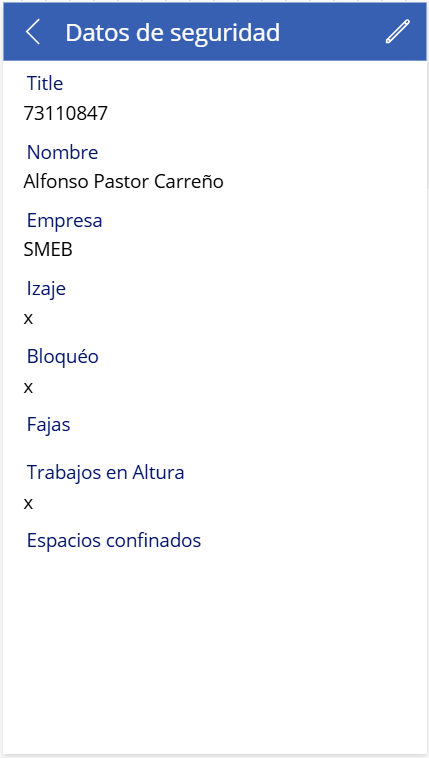 Datos de seguridad
Title
73110847
Nombre
Alfonso Pastor Carreño
Empresa
SMEB
Izaje
x
Bloquéo
x
Fajas
Trabajos en Altura
x
Espacios confinados